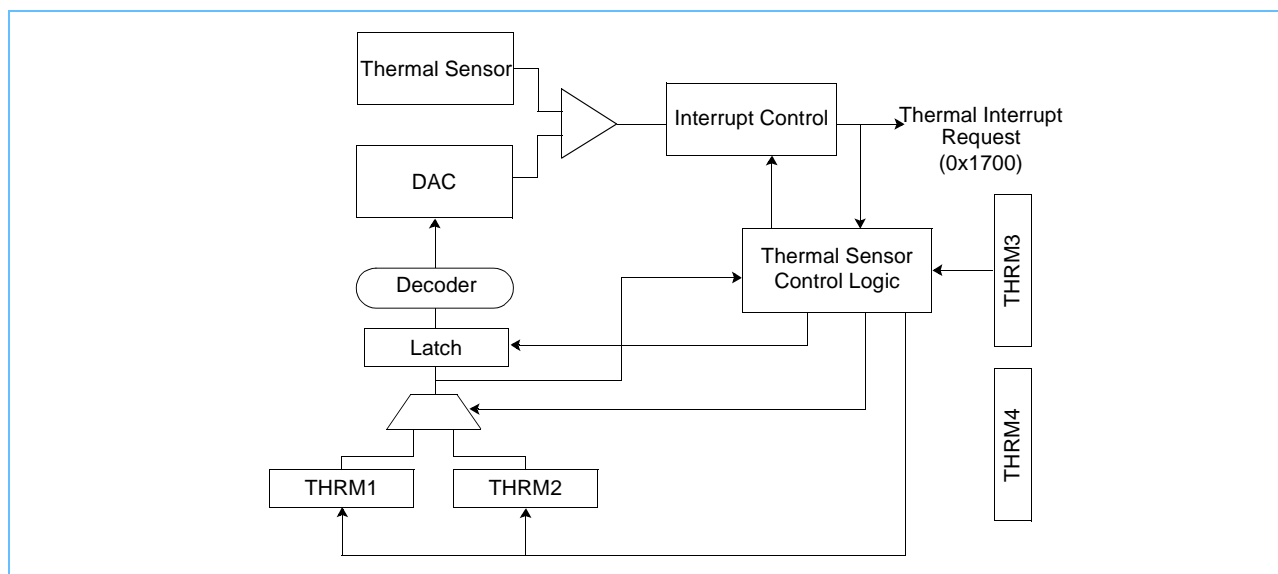 Thermal Sensor
Interrupt Control
Thermal Interrupt
Request
(0x1700)
DAC
Thermal Sensor
Control Logic
THRM3
Decoder
Latch
THRM4
THRM1
THRM2